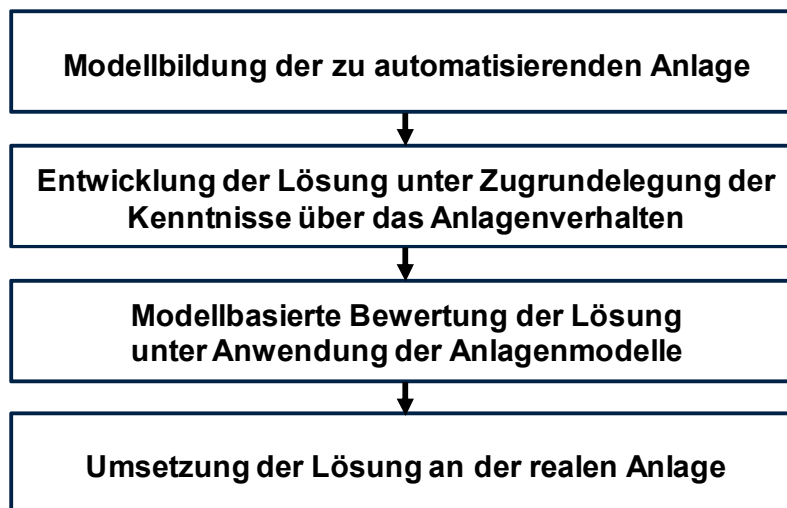 Modellbildung der zu automatisierenden Anlage
Entwicklung der Lösung unter Zugrundelegung der
Kenntnisse über das Anlagenverhalten
Modellbasierte Bewertung der Lösung
unter Anwendung der Anlagenmodelle
Umsetzung der Lösung an der realen Anlage